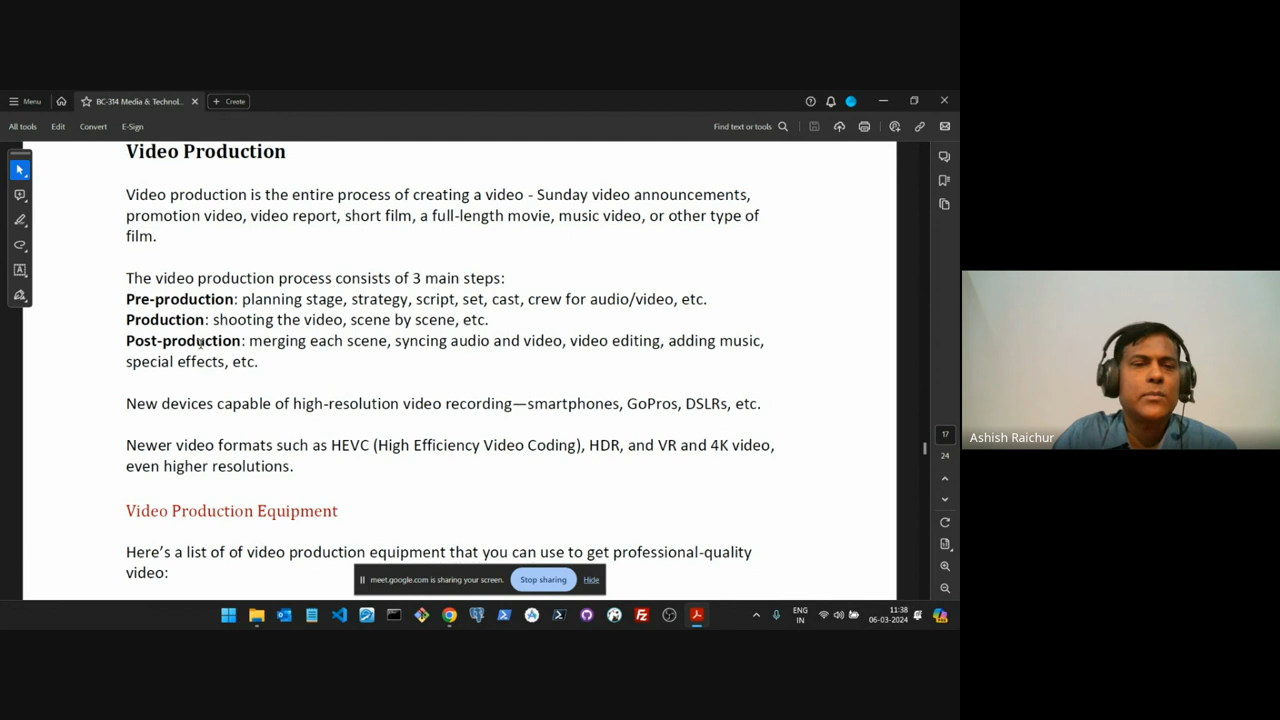 Menu
BC-314 Media & Technol...
Create
All tools Edit Convert E-Sign
Find text or tools
Video Production
Video production is the entire process of creating a video - Sunday video announcements,
promotion video, video report, short film, a full-length movie, music video, or other type of
film.
The video production process consists of 3 main steps:
Pre-production: planning stage, strategy, script, set, cast, crew for audio/video, etc.
Production: shooting the video, scene by scene, etc.
Post-production: merging each scene, syncing audio and video, video editing, adding music,
special effects, etc.
New devices capable of high-resolution video recording—smartphones, GoPros, DSLRs, etc.
Newer video formats such as HEVC (High Efficiency Video Coding), HDR, and VR and 4K video,
even higher resolutions.
Video Production Equipment
Here's a list of of video production equipment that you can use to get professional-quality
video:
17
24
meet.google.com is sharing your screen.
Stop sharing
Hide
ENG
IN
11:38
06-03-2024
Ashish Raichur